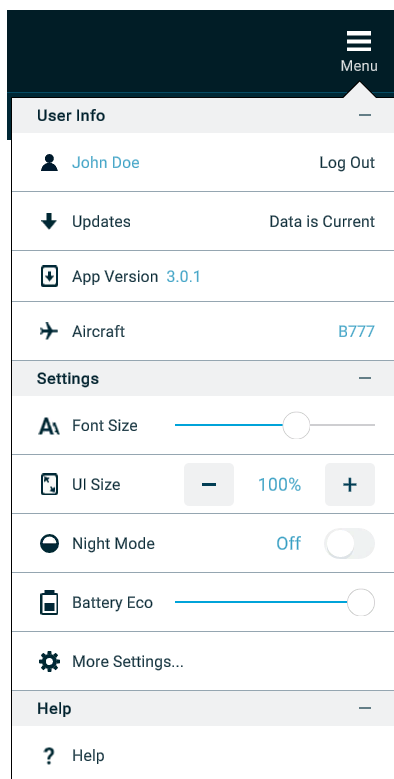 Menu
User Info
John Doe Log Out
Updates Data is Current
App Version 3.0.1
Aircraft B777
Settings
Font Size
UI Size 100%
Night Mode Off
Battery Eco
More Settings...
Help
Help